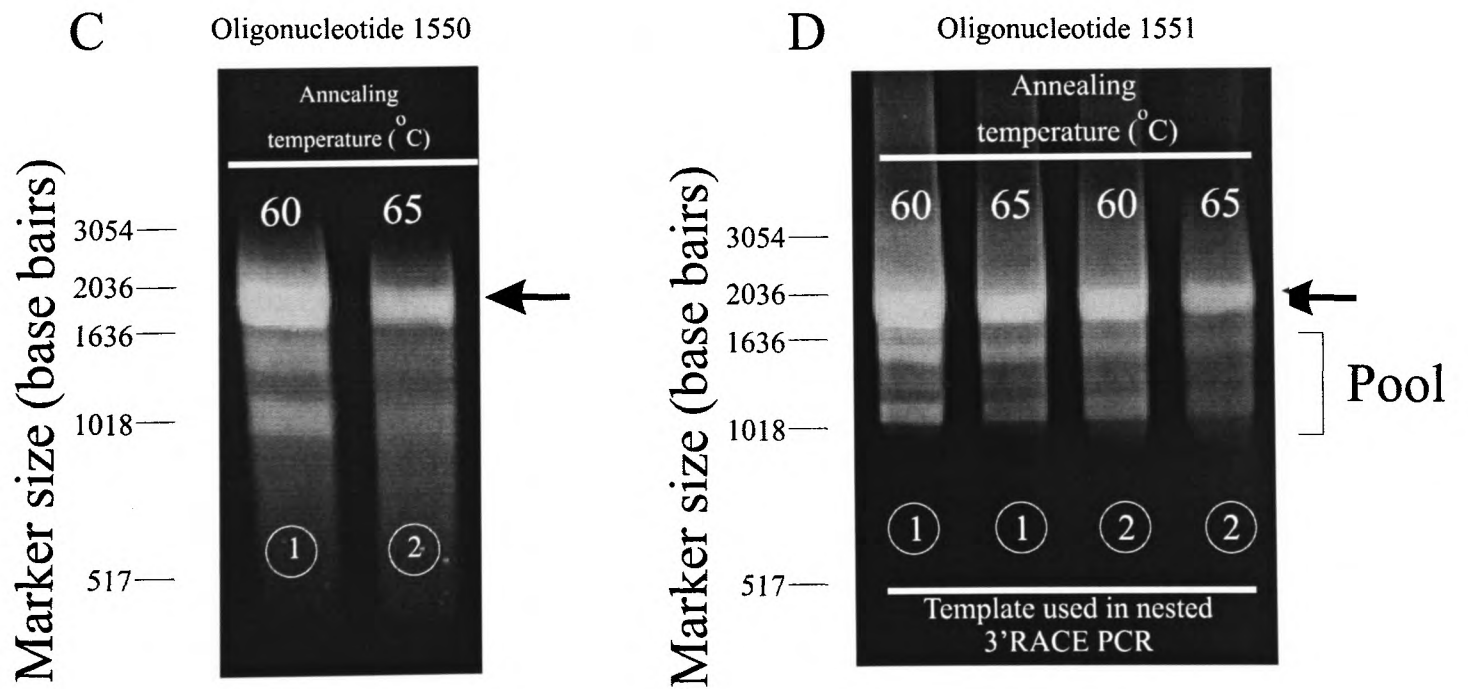 C
Oligonucleotide 1550
Annealing
temperature (°C)
60 65
Marker size (base bairs)
3054
2036
1636
1018
517
1 2
D
Oligonucleotide 1551
Annealing
temperature (°C)
60 65 60 65
Marker size (base bairs)
3054
2036
1636
1018
517
Pool
1 1 2 2
Template used in nested
3'RACE PCR